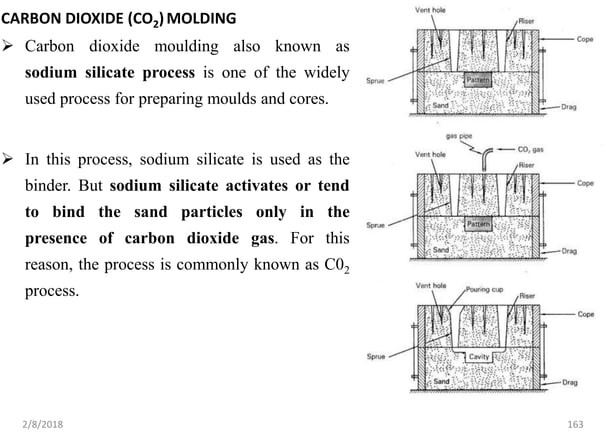 CARBON DIOXIDE (CO₂) MOLDING
➢ Carbon dioxide moulding also known as
sodium silicate process is one of the widely
used process for preparing moulds and cores.
➢ In this process, sodium silicate is used as the
binder. But sodium silicate activates or tend
to bind the sand particles only in the
presence of carbon dioxide gas. For this
reason, the process is commonly known as C0₂
process.
Vent hole
Riser
Cope
Sprue
Pattern
Sand
Drag
gas pipe
CO₂ gas
Vent hole
Riser
Cope
Sprue
Pattern
Sand
Drag
Vent hole
Pouring cup
Riser
Cope
Sprue
Cavity
Sand
Drag
2/8/2018
163